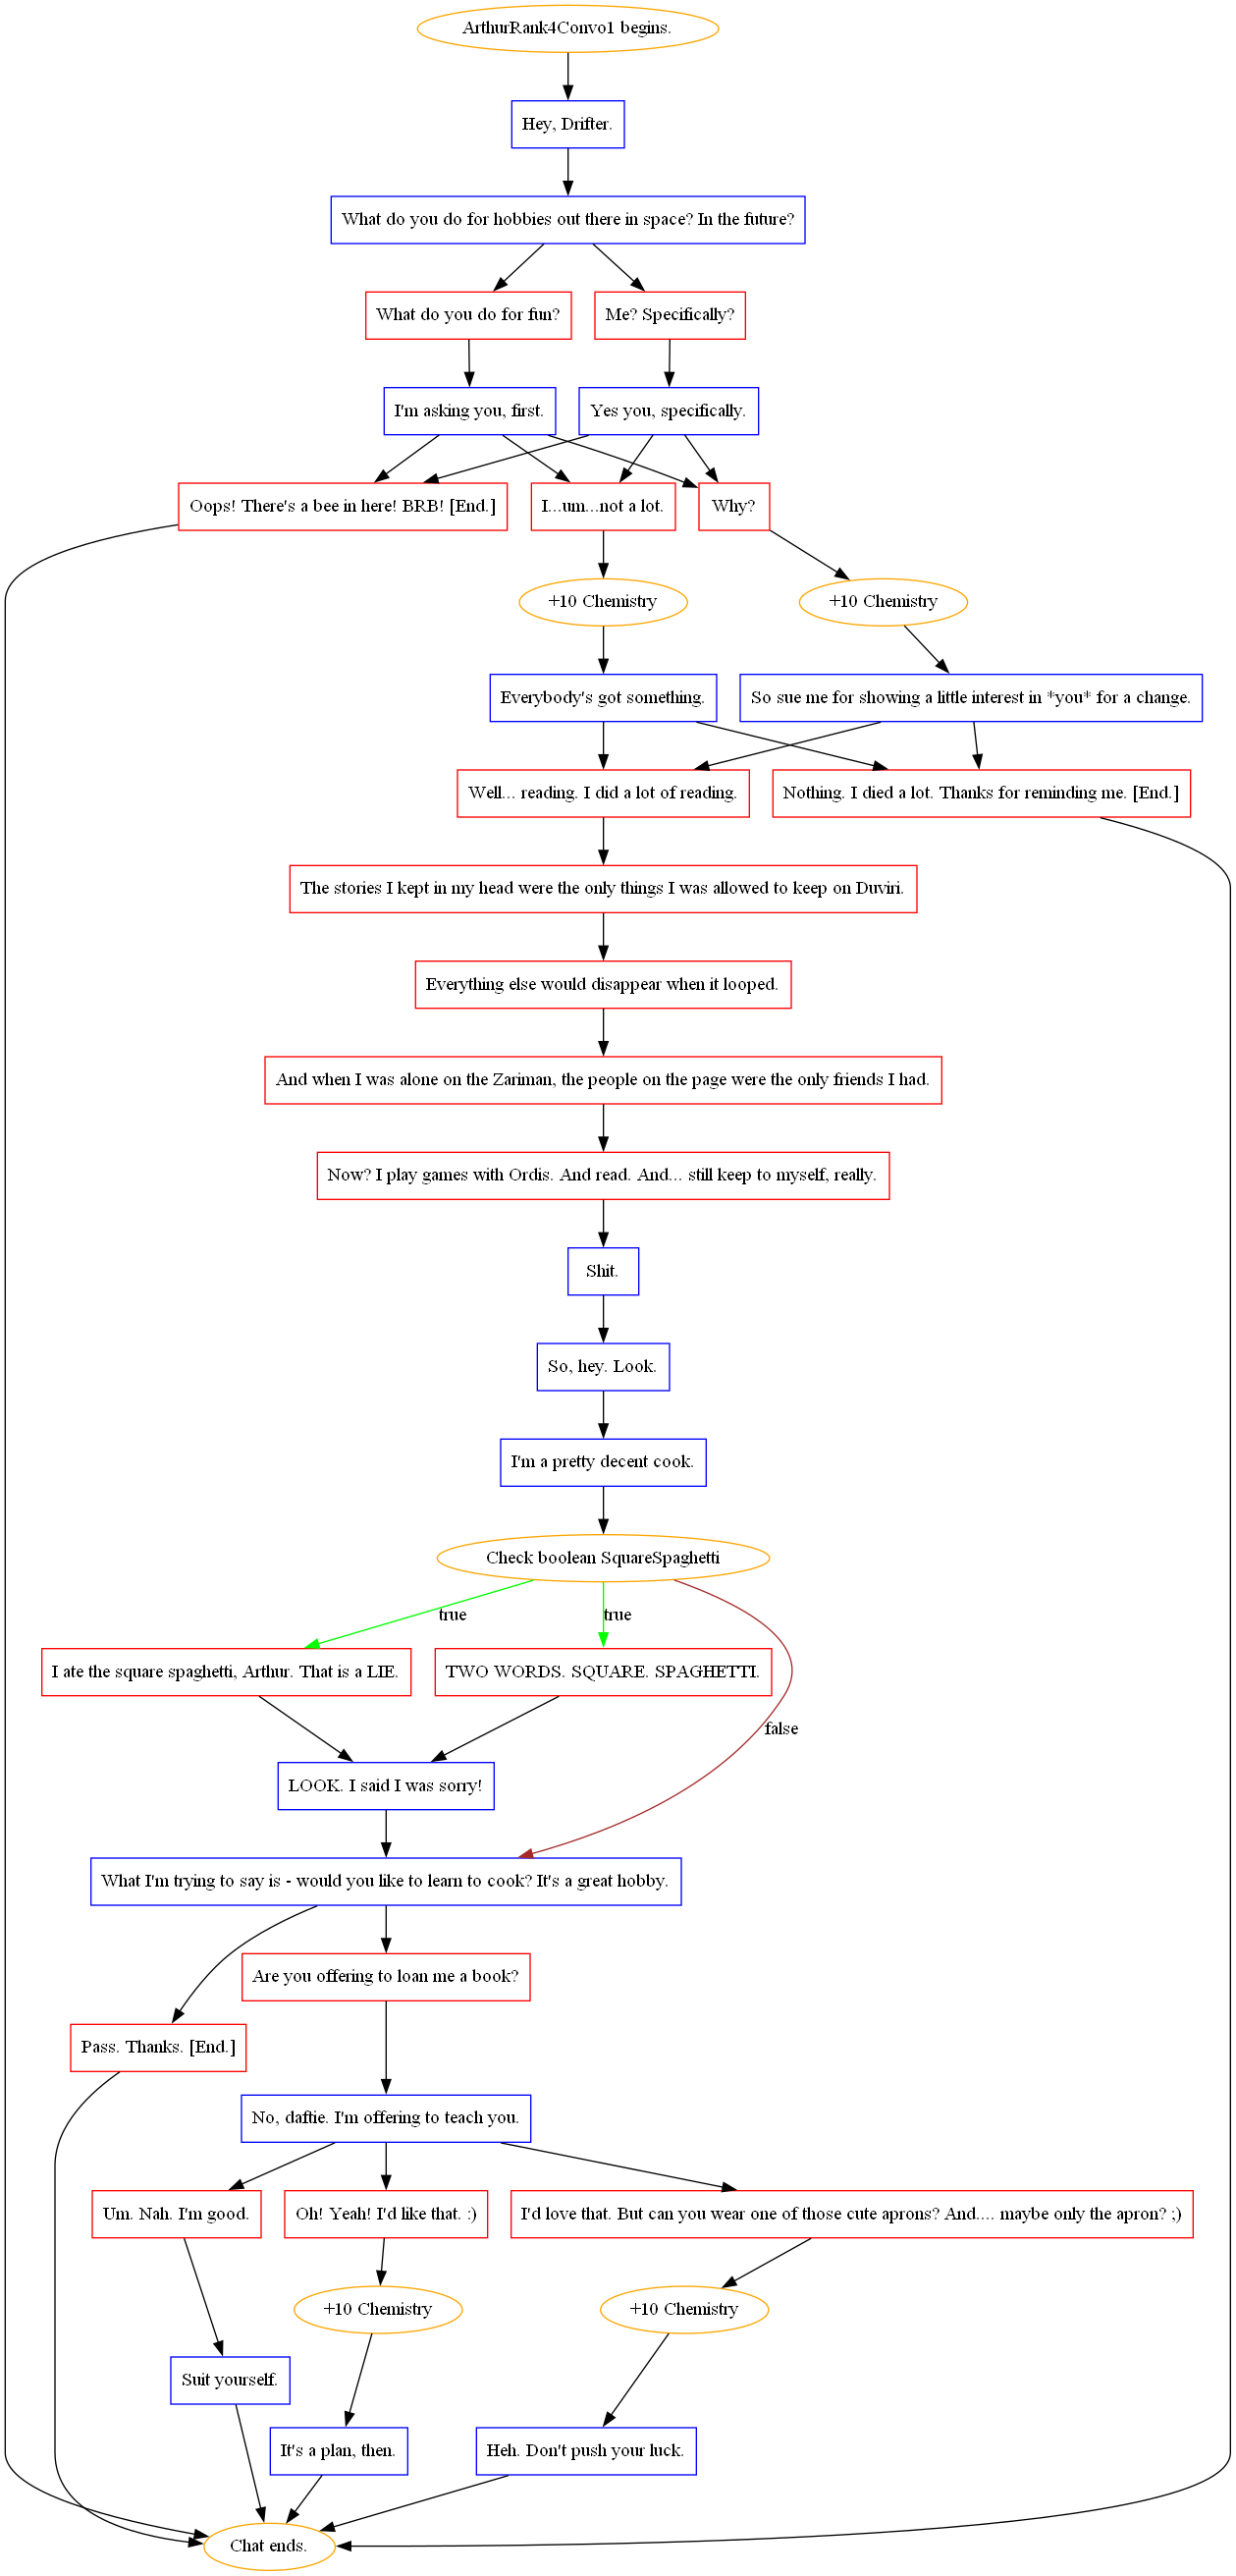 ArthurRank4Convo1 begins.
Hey, Drifter.
What do you do for hobbies out there in space? In the future?
What do you do for fun?
Me? Specifically?
I'm asking you, first.
Yes you, specifically.
Oops! There's a bee in here! BRB! [End.]
I...um...not a lot.
Why?
+10 Chemistry
+10 Chemistry
Everybody's got something.
So sue me for showing a little interest in *you* for a change.
Well... reading. I did a lot of reading.
Nothing. I died a lot. Thanks for reminding me. [End.]
The stories I kept in my head were the only things I was allowed to keep on Duviri.
Everything else would disappear when it looped.
And when I was alone on the Zariman, the people on the page were the only friends I had.
Now? I play games with Ordis. And read. And... still keep to myself, really.
Shit.
So, hey. Look.
I'm a pretty decent cook.
Check boolean SquareSpaghetti
true
true
I ate the square spaghetti, Arthur. That is a LIE.
TWO WORDS. SQUARE. SPAGHETTI.
false
LOOK. I said I was sorry!
What I'm trying to say is - would you like to learn to cook? It's a great hobby.
Are you offering to loan me a book?
Pass. Thanks. [End.]
No, daftie. I'm offering to teach you.
Um. Nah. I'm good.
Oh! Yeah! I'd like that. :)
I'd love that. But can you wear one of those cute aprons? And.... maybe only the apron? ;)
+10 Chemistry
+10 Chemistry
Suit yourself.
It's a plan, then.
Heh. Don't push your luck.
Chat ends.